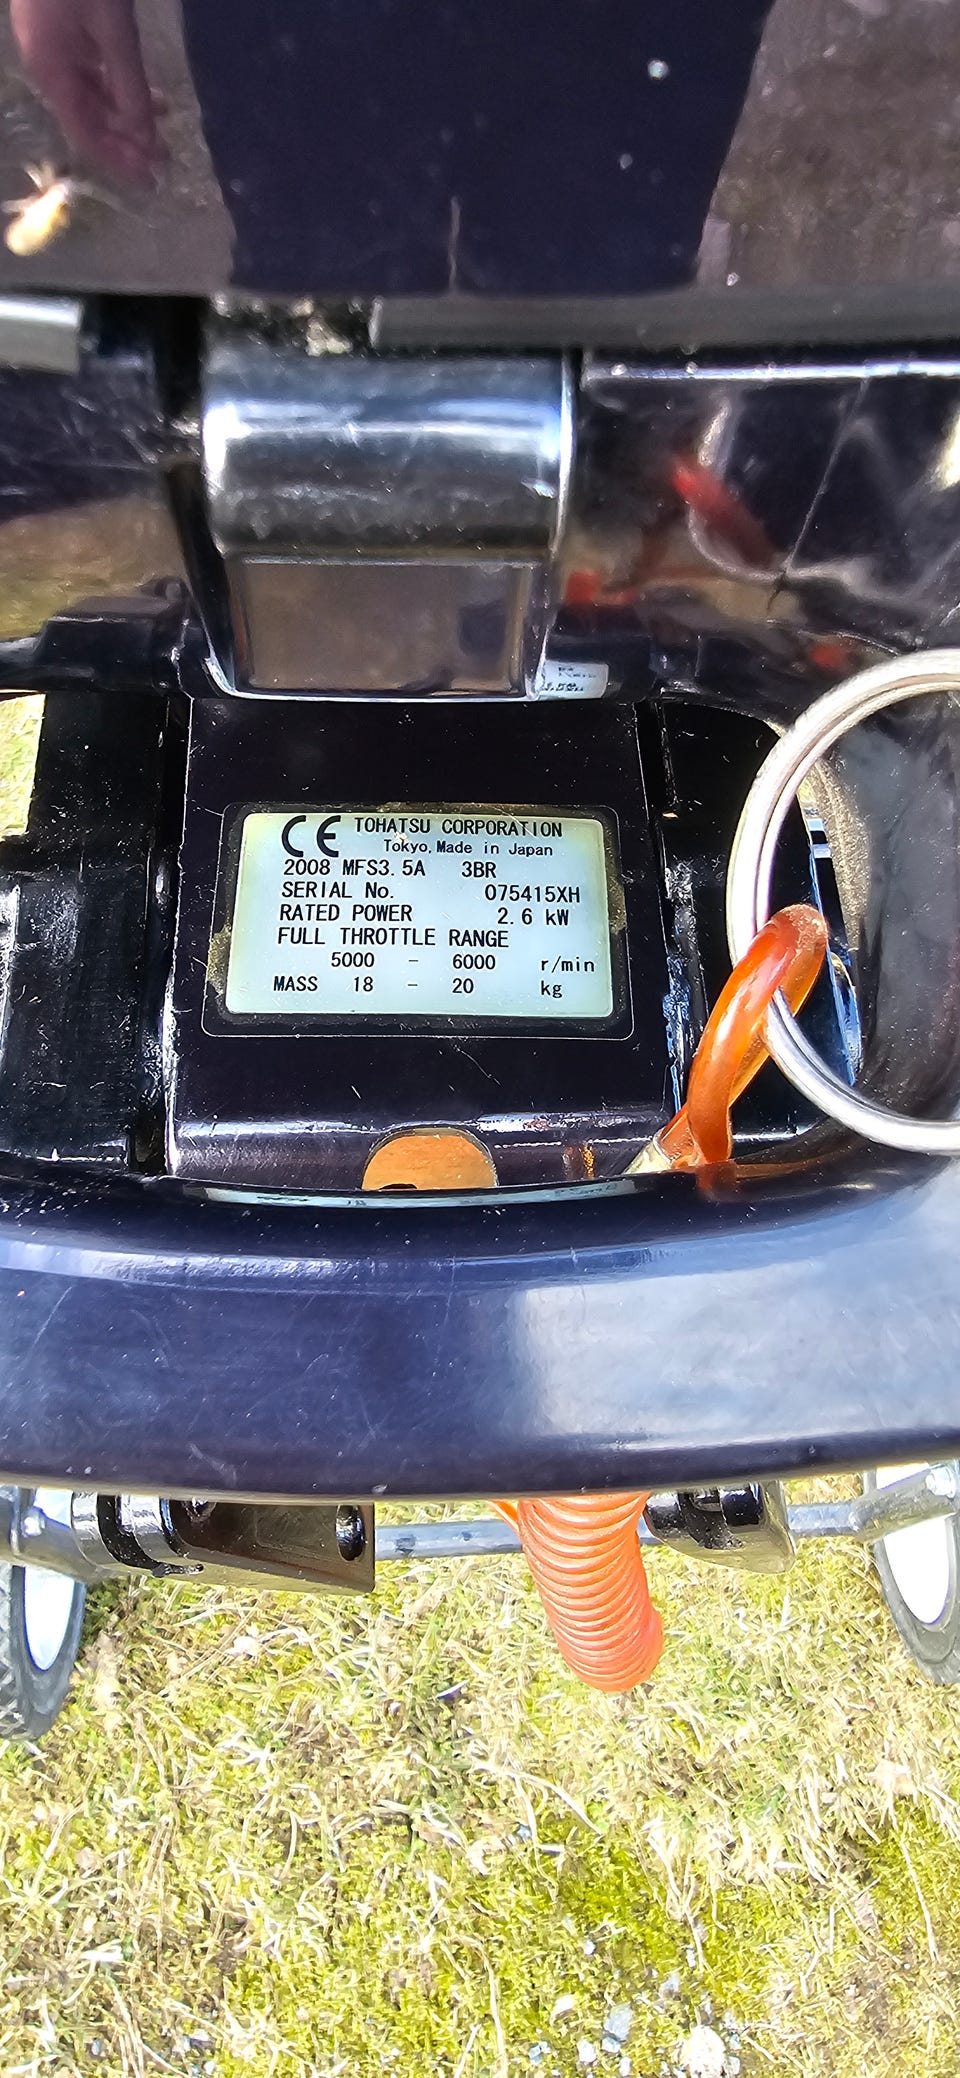 CE TOHATSU CORPORATION
Tokyo, Made in Japan
2008 MFS3.5A 3BR
SERIAL No. 075415XH
RATED POWER 2.6 kW
FULL THROTTLE RANGE
5000 - 6000 r/min
MASS 18 - 20 kg